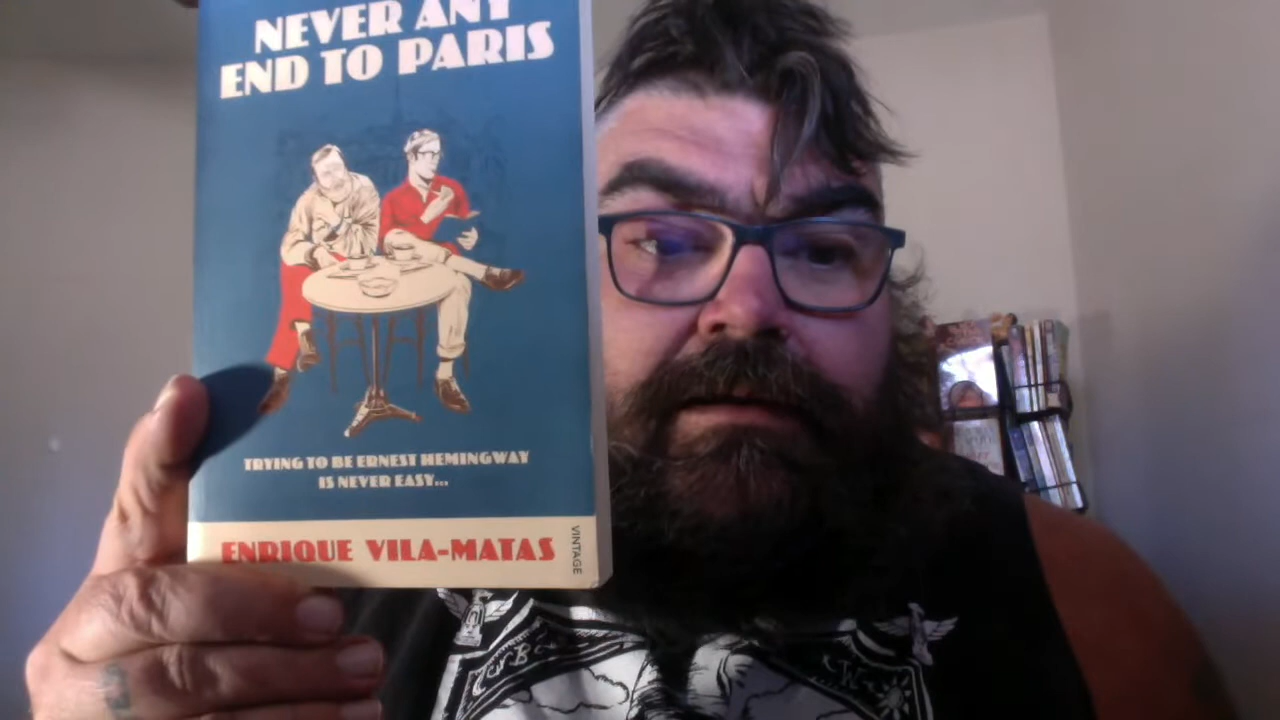 NEVER ANY
END TO PARIS
TRYING TO BE ERNEST HEMINGWAY
IS NEVER EASY...
ENRIQUE VILA-MATAS
VINTAGE